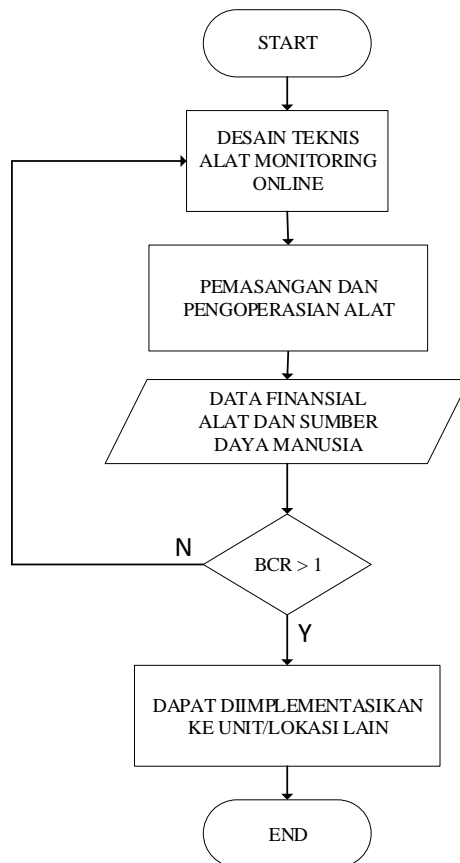 START
DESAIN TEKNIS
ALAT MONITORING
ONLINE
PEMASANGAN DAN
PENGOPERASIAN ALAT
DATA FINANSIAL
ALAT DAN SUMBER
DAYA MANUSIA
N
BCR > 1
Y
DAPAT DIIMPLEMENTASIKAN
KE UNIT/LOKASI LAIN
END